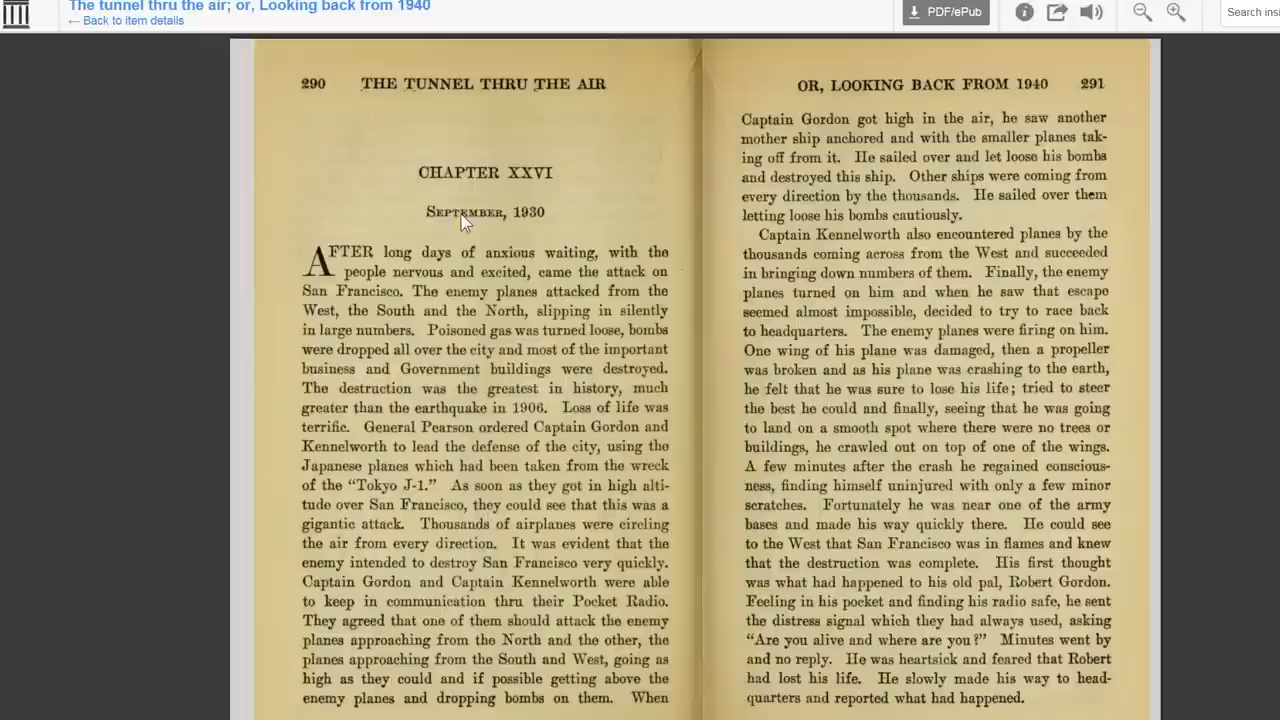 The tunnel thru the air; or, Looking back from 1940
← Back to item details
PDF/ePub
Search insi
290 THE TUNNEL THRU THE AIR
CHAPTER XXVI
September, 1930
AFTER long days of anxious waiting, with the
people nervous and excited, came the attack on
San Francisco. The enemy planes attacked from the
West, the South and the North, slipping in silently
in large numbers. Poisoned gas was turned loose, bombs
were dropped all over the city and most of the important
business and Government buildings were destroyed.
The destruction was the greatest in history, much
greater than the earthquake in 1906. Loss of life was
terrific. General Pearson ordered Captain Gordon and
Kennelworth to lead the defense of the city, using the
Japanese planes which had been taken from the wreck
of the “Tokyo J-1.” As soon as they got in high alti-
tude over San Francisco, they could see that this was a
gigantic attack. Thousands of airplanes were circling
the air from every direction. It was evident that the
enemy intended to destroy San Francisco very quickly.
Captain Gordon and Captain Kennelworth were able
to keep in communication thru their Pocket Radio.
They agreed that one of them should attack the enemy
planes approaching from the North and the other, the
planes approaching from the South and West, going as
high as they could and if possible getting above the
enemy planes and dropping bombs on them. When
OR, LOOKING BACK FROM 1940 291
Captain Gordon got high in the air, he saw another
mother ship anchored and with the smaller planes tak-
ing off from it. He sailed over and let loose his bombs
and destroyed this ship. Other ships were coming from
every direction by the thousands. He sailed over them
letting loose his bombs cautiously.
Captain Kennelworth also encountered planes by the
thousands coming across from the West and succeeded
in bringing down numbers of them. Finally, the enemy
planes turned on him and when he saw that escape
seemed almost impossible, decided to try to race back
to headquarters. The enemy planes were firing on him.
One wing of his plane was damaged, then a propeller
was broken and as his plane was crashing to the earth,
he felt that he was sure to lose his life; tried to steer
the best he could and finally, seeing that he was going
to land on a smooth spot where there were no trees or
buildings, he crawled out on top of one of the wings.
A few minutes after the crash he regained conscious-
ness, finding himself uninjured with only a few minor
scratches. Fortunately he was near one of the army
bases and made his way quickly there. He could see
to the West that San Francisco was in flames and knew
that the destruction was complete. His first thought
was what had happened to his old pal, Robert Gordon.
Feeling in his pocket and finding his radio safe, he sent
the distress signal which they had always used, asking
“Are you alive and where are you?” Minutes went by
and no reply. He was heartsick and feared that Robert
had lost his life. He slowly made his way to head-
quarters and reported what had happened.